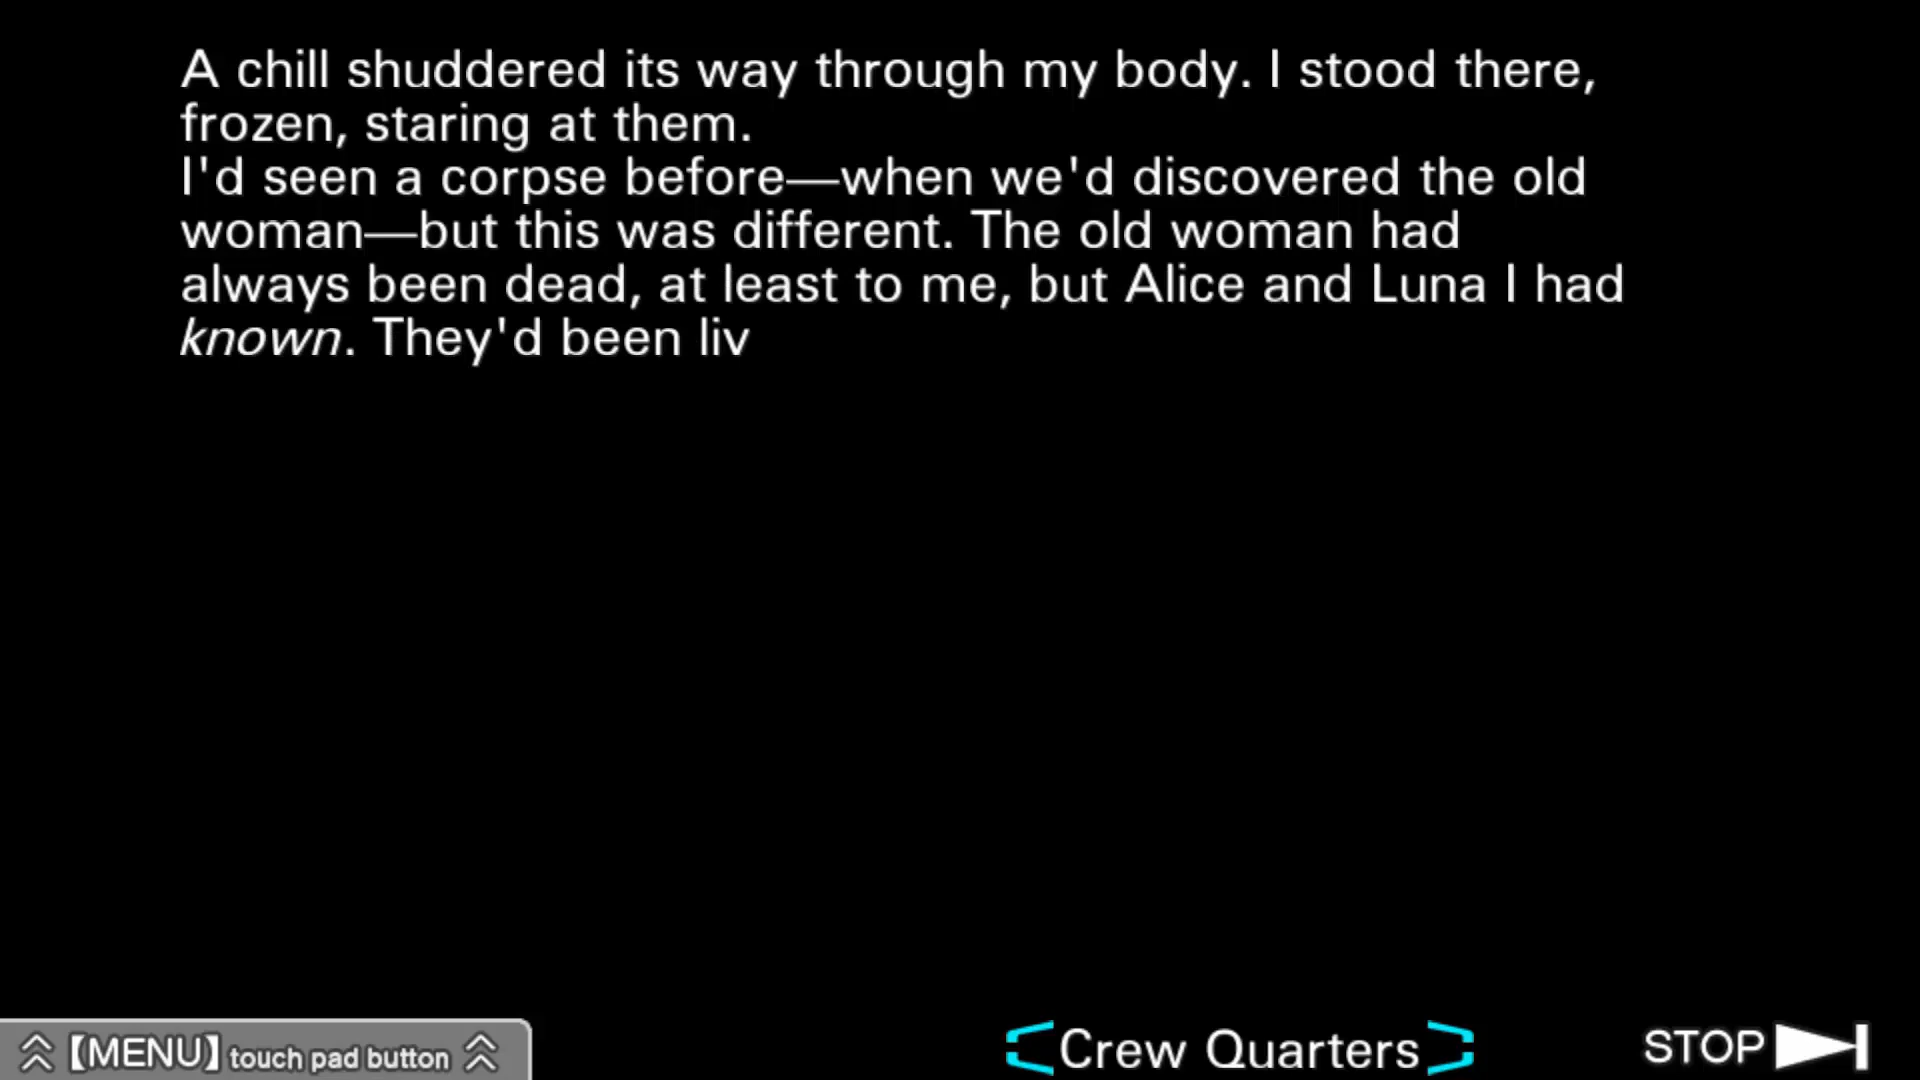 A chill shuddered its way through my body. I stood there,
frozen, staring at them.
I'd seen a corpse before—when we'd discovered the old
woman—but this was different. The old woman had
always been dead, at least to me, but Alice and Luna I had
known. They'd been liv
【MENU】 touch pad button
Crew Quarters
STOP